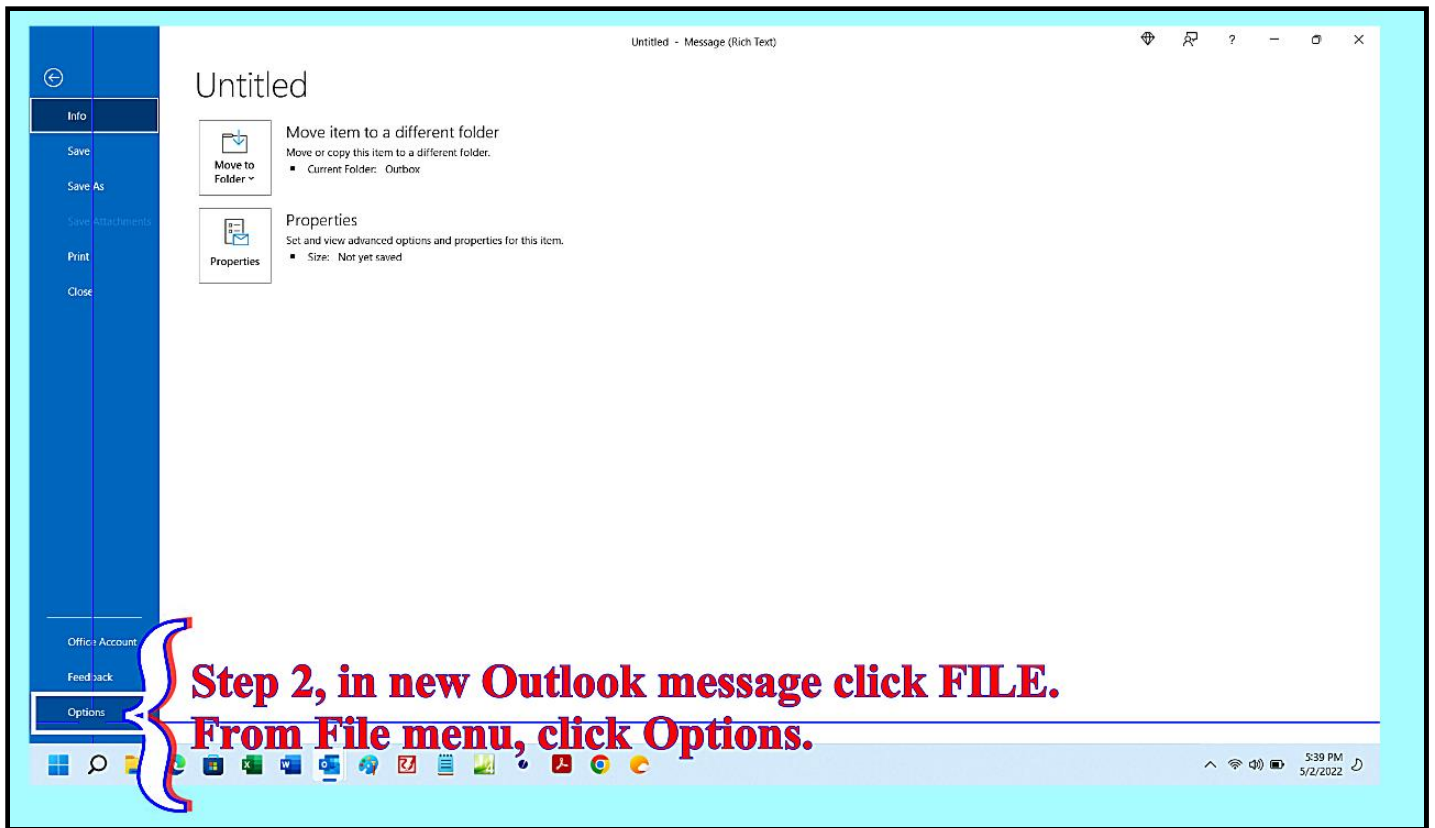 Untitled - Message (Rich Text)
?
Untitled
Info
Save
Save As
Save Attachments
Print
Close
Move to
Folder
Move item to a different folder
Move or copy this item to a different folder.
Current Folder: Outbox
Properties
Properties
Set and view advanced options and properties for this item.
Size: Not yet saved
Office Account
Feedback
Options
Step 2, in new Outlook message click FILE.
From File menu, click Options.
5:39 PM
5/2/2022